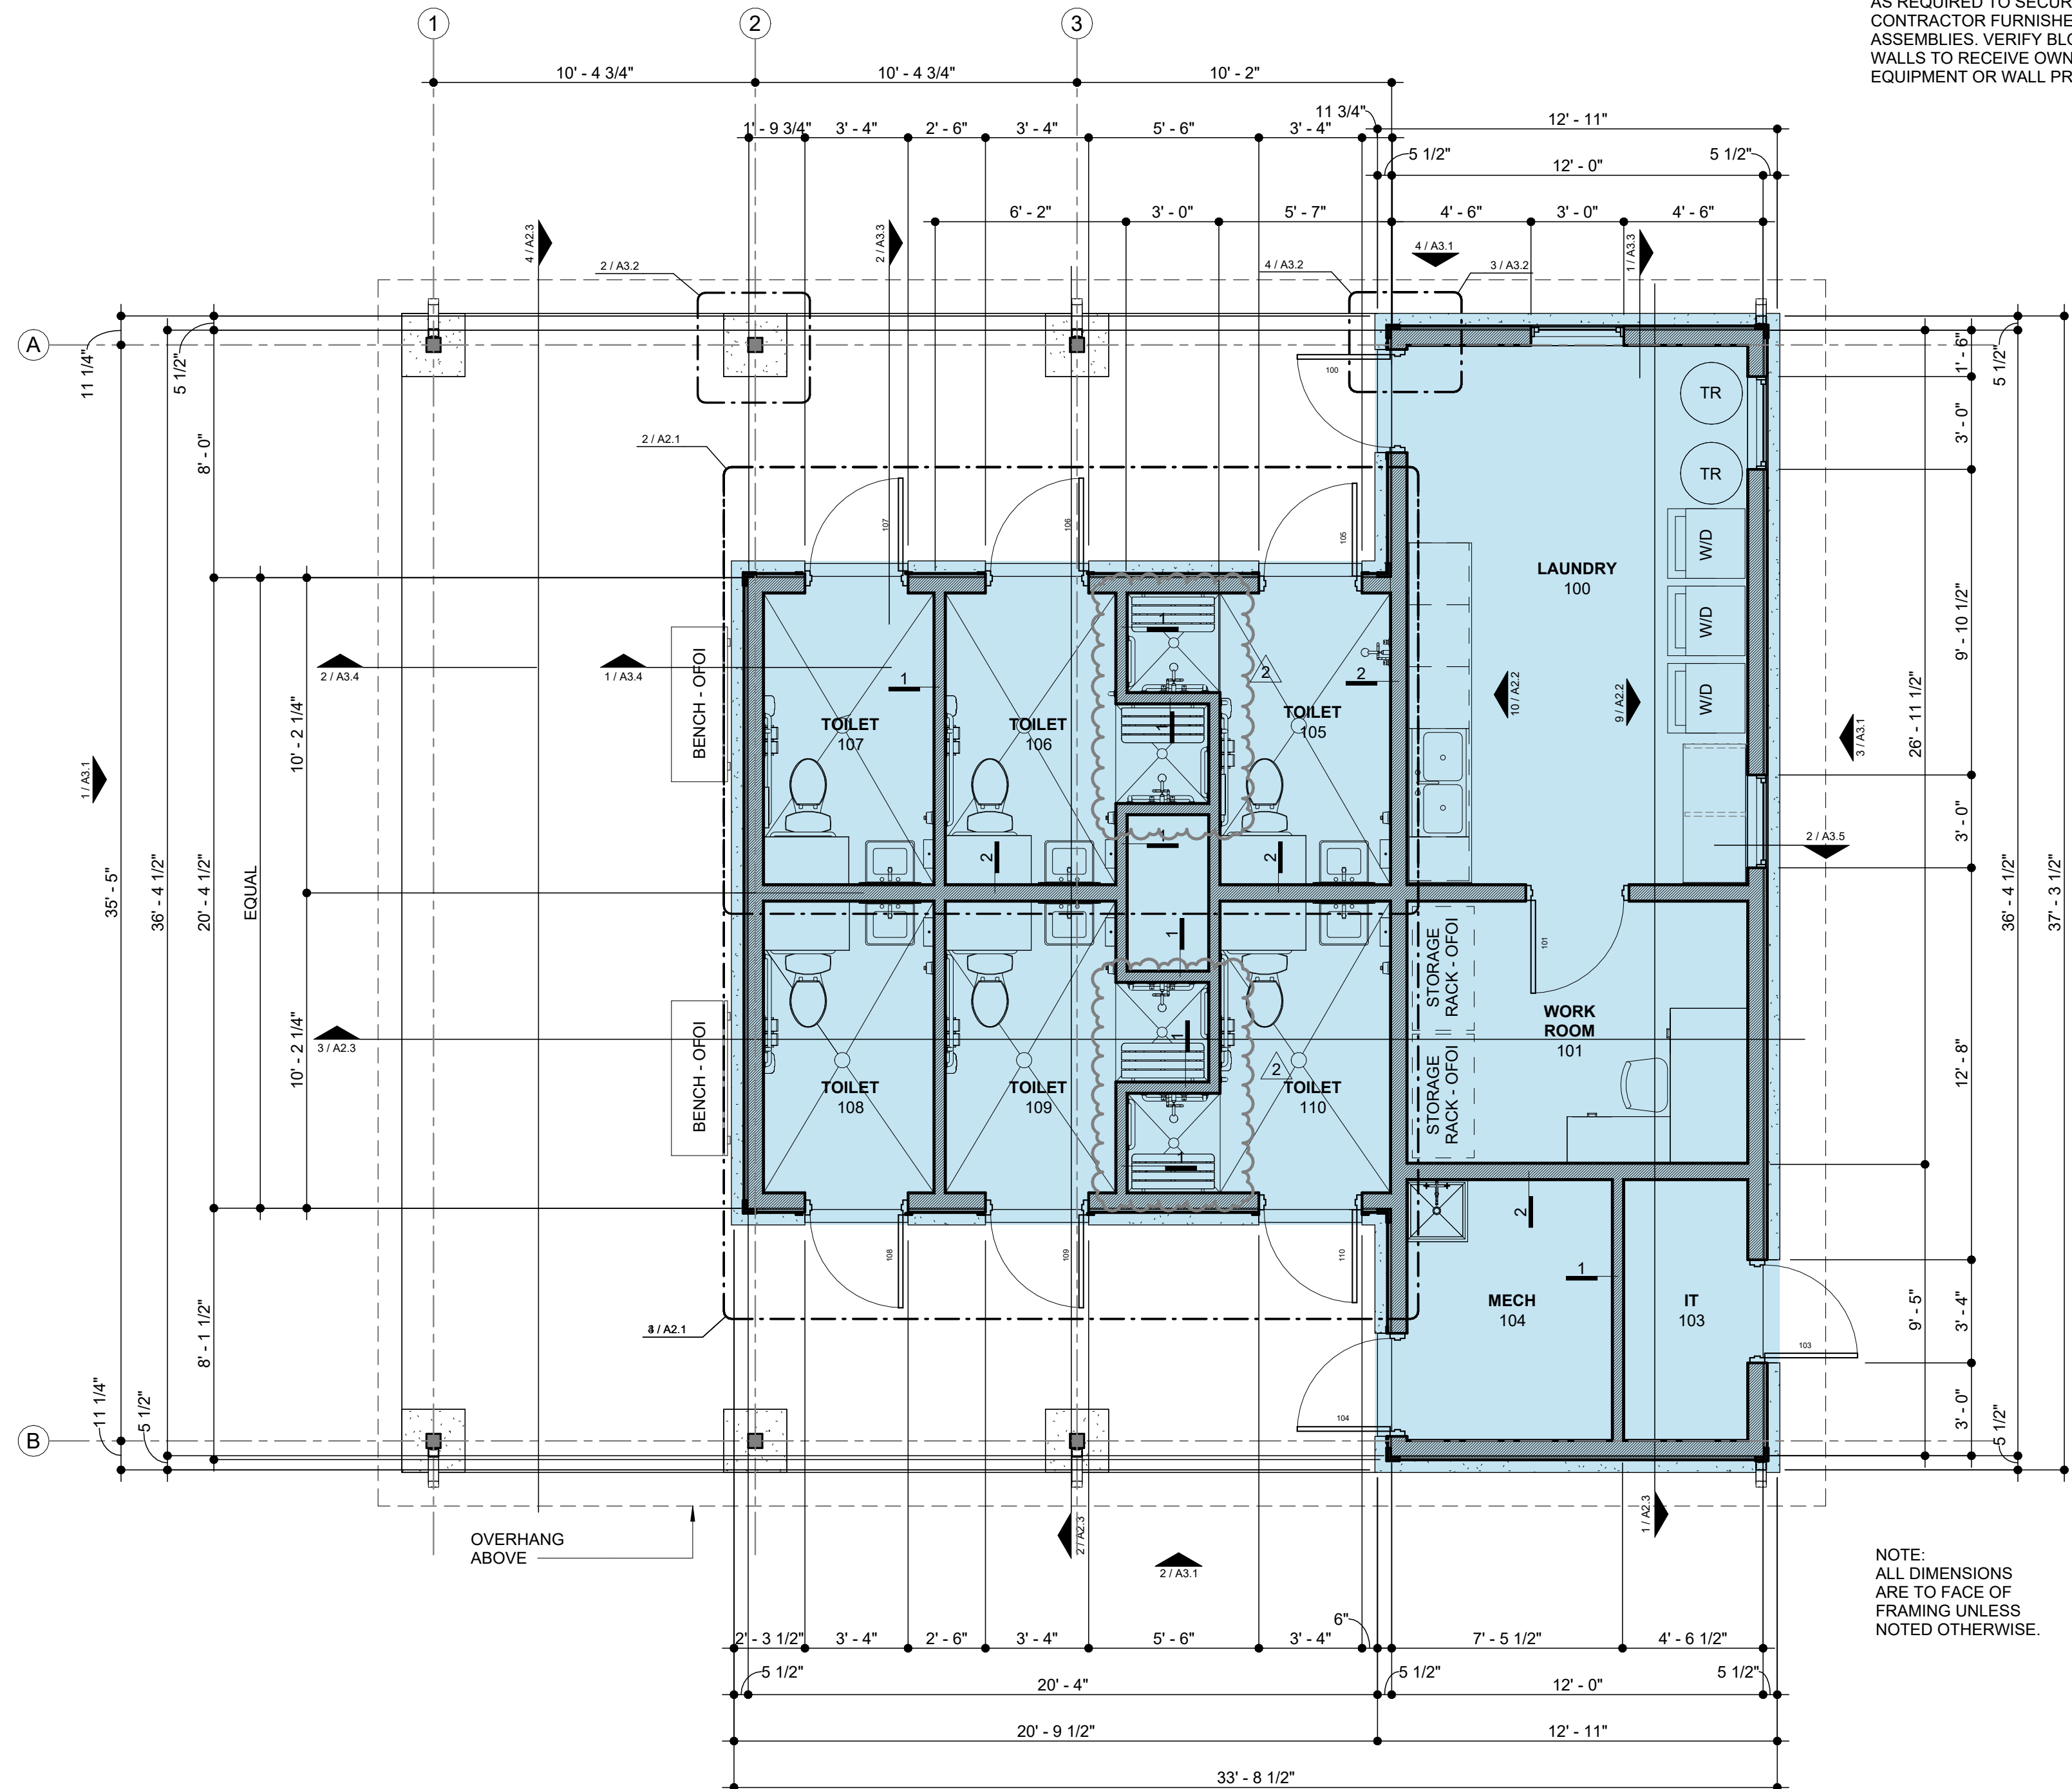 AS REQUIRED TO SECUR
CONTRACTOR FURNISHE
ASSEMBLIES. VERIFY BLO
WALLS TO RECEIVE OWN
EQUIPMENT OR WALL PR
1
2
3
10' - 4 3/4"
10' - 4 3/4"
10' - 2"
11 3/4"
12' - 11"
1' - 9 3/4"
3' - 4"
2' - 6"
3' - 4"
5' - 6"
3' - 4"
5 1/2"
12' - 0"
5 1/2"
6' - 2"
3' - 0"
5' - 7"
4' - 6"
3' - 0"
4' - 6"
4 / A2.3
2 / A3.3
4 / A3.1
1 / A3.3
2 / A3.2
4 / A3.2
3 / A3.2
A
11 1/4"
5 1/2"
1' - 6"
5 1/2"
100
TR
TR
3' - 0"
8' - 0"
2 / A2.1
107
106
105
W/D
W/D
W/D
LAUNDRY
100
9' - 10 1/2"
BENCH - OFOI
2 / A3.4
1 / A3.4
1
1
1
2
2
TOILET
107
TOILET
106
TOILET
105
10 / A2.2
9 / A2.2
3 / A3.1
1 / A3.1
26' - 11 1/2"
10' - 2 1/4"
3' - 0"
2 / A3.5
1
2
2
35' - 5"
36' - 4 1/2"
20' - 4 1/2"
EQUAL
36' - 4 1/2"
37' - 3 1/2"
1
101
STORAGE
RACK - OFOI
STORAGE
RACK - OFOI
WORK
ROOM
101
BENCH - OFOI
3 / A2.3
10' - 2 1/4"
1
2
TOILET
108
TOILET
109
TOILET
110
12' - 8"
1
2
1
108
109
110
MECH
104
IT
103
9' - 5"
3' - 4"
8' - 1 1/2"
/ A2.1
103
104
11 1/4"
5 1/2"
3' - 0"
5 1/2"
B
OVERHANG
ABOVE
2 / A2.3
2 / A3.1
1 / A2.3
NOTE:
ALL DIMENSIONS
ARE TO FACE OF
FRAMING UNLESS
NOTED OTHERWISE.
6"
2' - 3 1/2"
3' - 4"
2' - 6"
3' - 4"
5' - 6"
3' - 4"
7' - 5 1/2"
4' - 6 1/2"
5 1/2"
20' - 4"
5 1/2"
12' - 0"
5 1/2"
20' - 9 1/2"
12' - 11"
33' - 8 1/2"